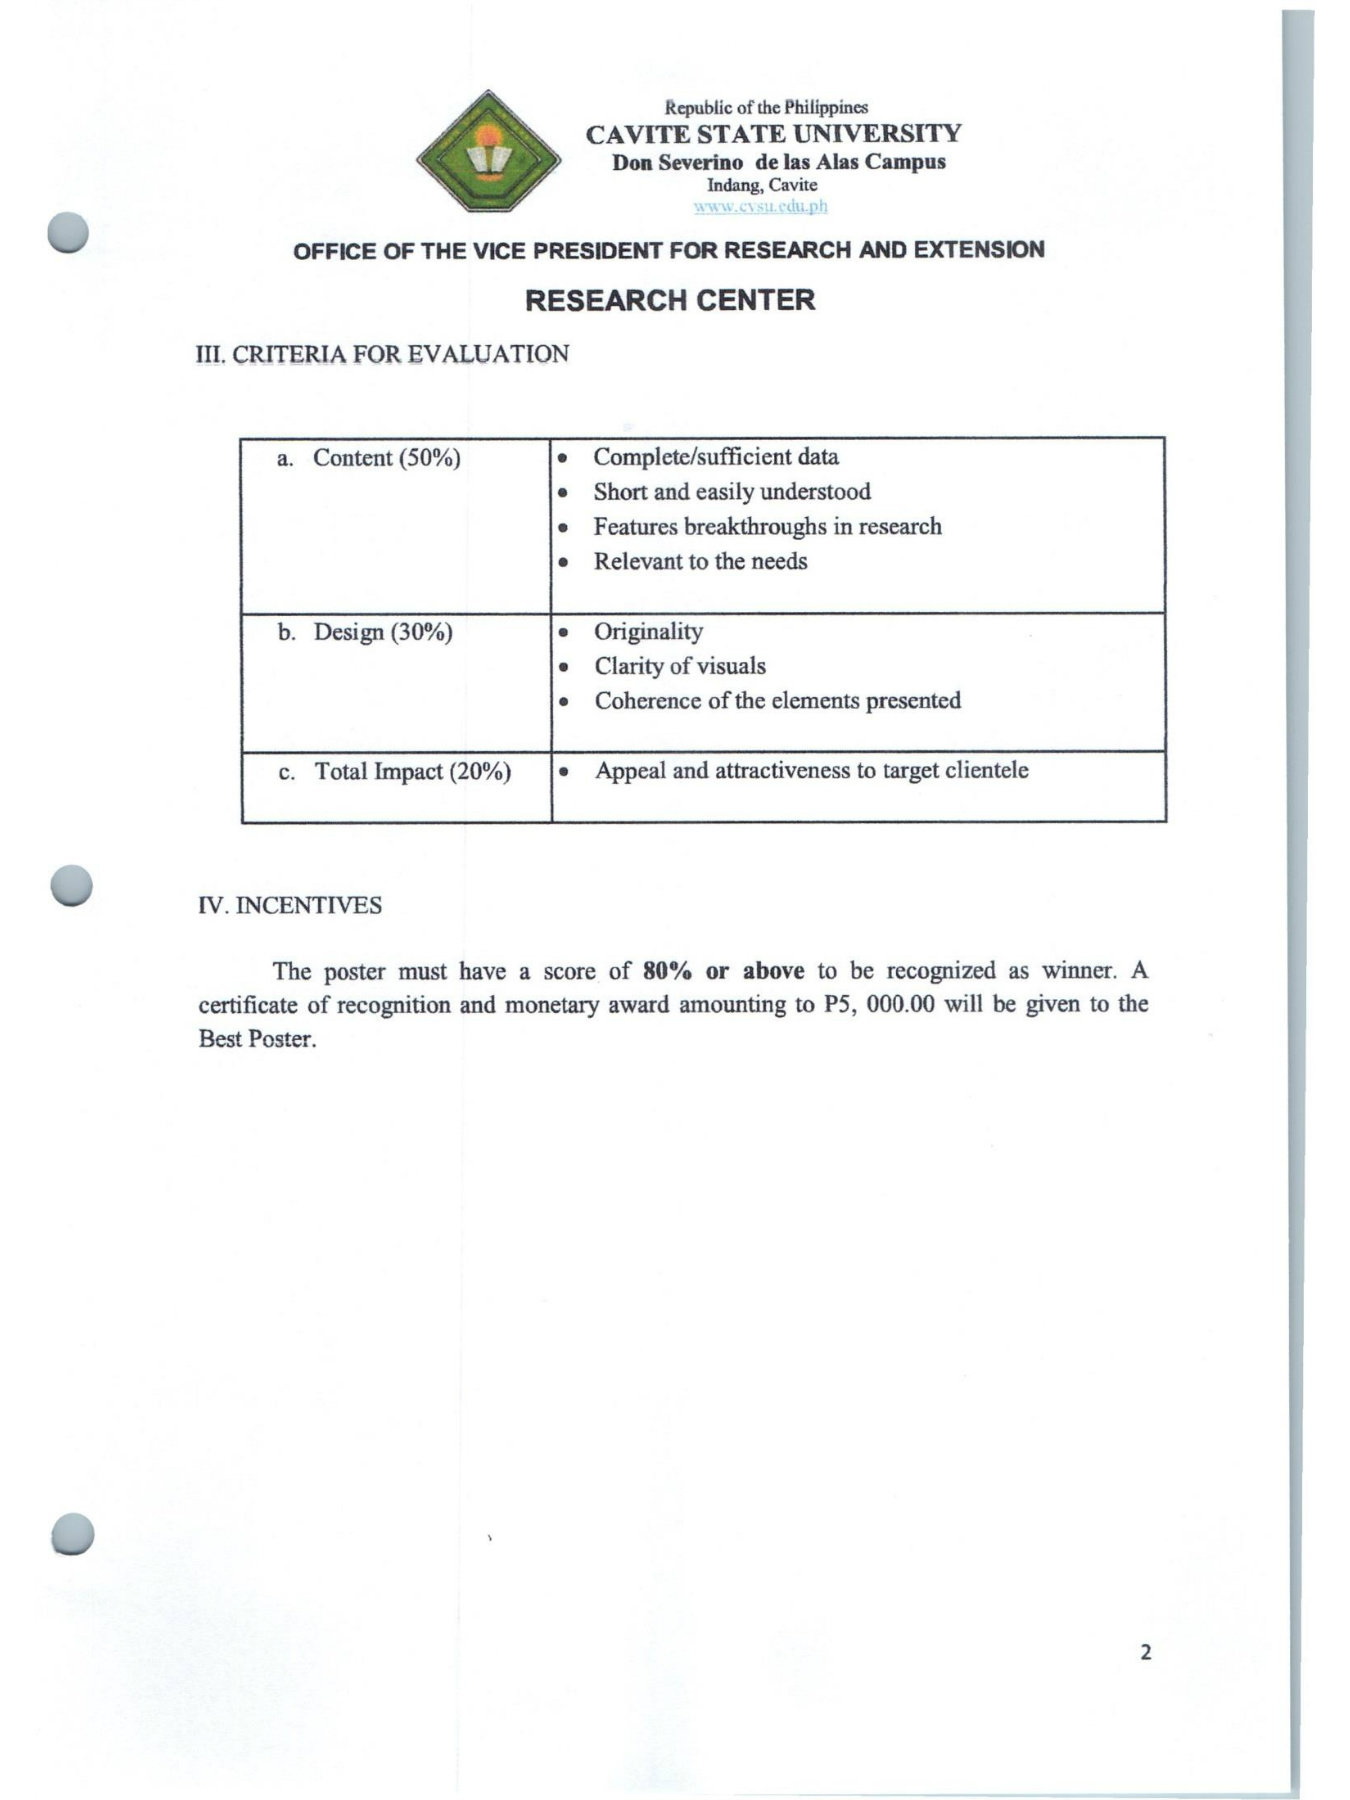 Republic of the Philippines
CAVITE STATE UNIVERSITY
Don Severino de las Alas Campus
Indang, Cavite
www.cvsu.edu.ph
OFFICE OF THE VICE PRESIDENT FOR RESEARCH AND EXTENSION
RESEARCH CENTER
III. CRITERIA FOR EVALUATION
a. Content (50%)
• Complete/sufficient data
• Short and easily understood
• Features breakthroughs in research
• Relevant to the needs
b. Design (30%)
• Originality
• Clarity of visuals
• Coherence of the elements presented
c. Total Impact (20%)
• Appeal and attractiveness to target clientele
IV. INCENTIVES
The poster must have a score of 80% or above to be recognized as winner. A
certificate of recognition and monetary award amounting to P5, 000.00 will be given to the
Best Poster.
2